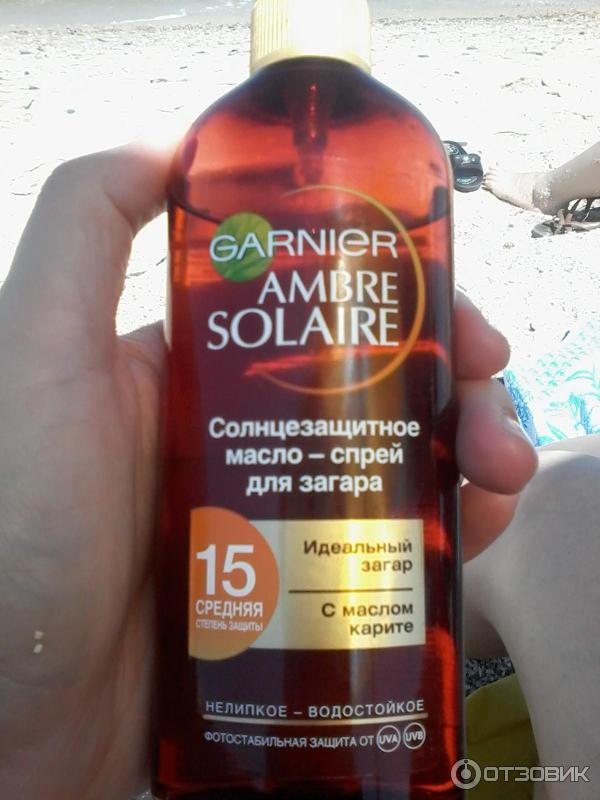 GARNIER
AMBRE
SOLAIRE
Солнцезащитное
масло – спрей
для загара
15
СРЕДНЯЯ
СТЕПЕНЬ ЗАЩИТЫ
Идеальный
загар
С маслом
карите
НЕЛИПКОЕ – ВОДОСТОЙКОЕ
ФОТОСТАБИЛЬНАЯ ЗАЩИТА ОТ UVA UVB
ОТЗОВИК